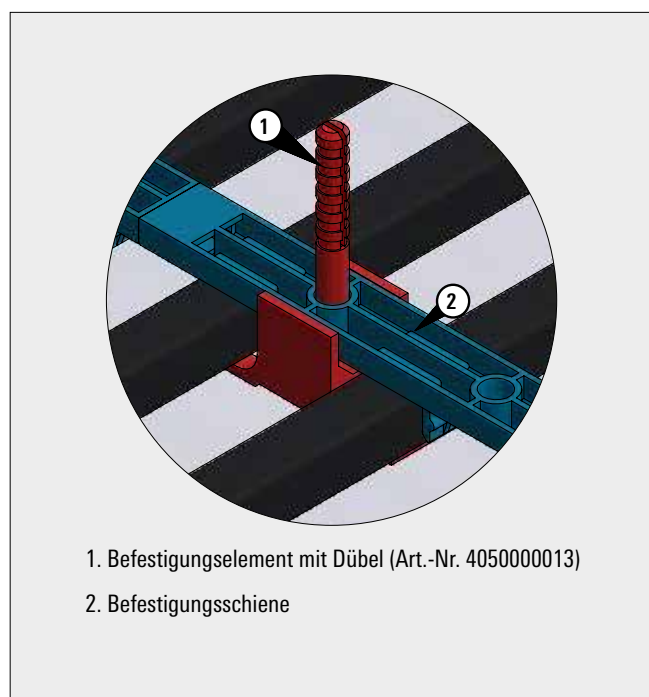 1
2
1. Befestigungselement mit Dübel (Art.-Nr. 4050000013)
2. Befestigungsschiene